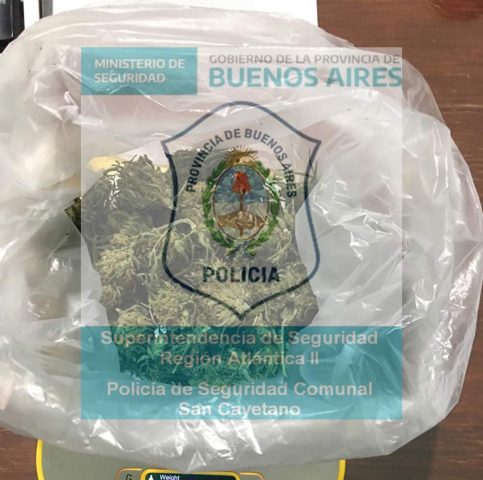 MINISTERIO DE
SEGURIDAD
GOBIERNO DE LA PROVINCIA DE
BUENOS AIRES
PROVINCIA DE BUENOS AIRES
POLICIA
Superintendencia de Seguridad
Región Atlántica II
Policía de Seguridad Comunal
San Cayetano
G
Weight